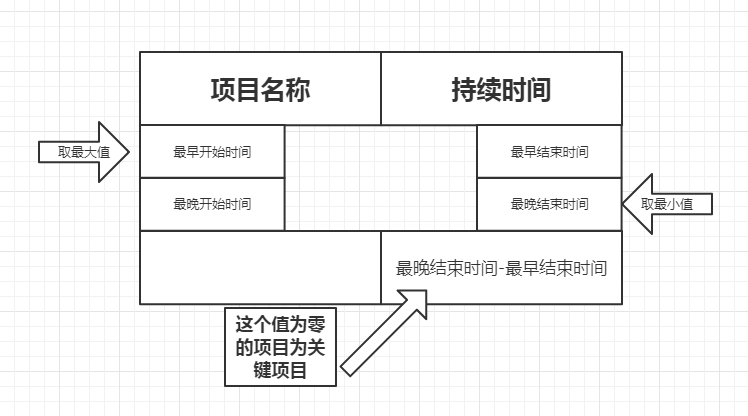 项目名称
持续时间
取最大值
最早开始时间
最早结束时间
最晚开始时间
最晚结束时间
取最小值
最晚结束时间-最早结束时间
这个值为零
的项目为关
键项目